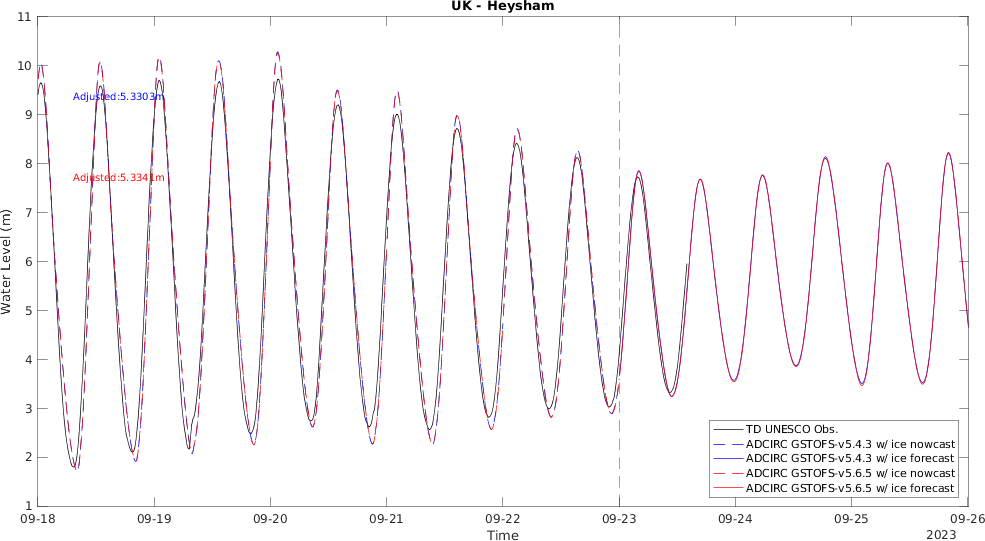 UK - Heysham
11
10
9
8
7
6
5
4
3
2
1
Water Level (m)
Adjusted:5.3303m
Adjusted:5.3341m
TD UNESCO Obs.
ADCIRC GSTOFS-v5.4.3 w/ ice nowcast
ADCIRC GSTOFS-v5.4.3 w/ ice forecast
ADCIRC GSTOFS-v5.6.5 w/ ice nowcast
ADCIRC GSTOFS-v5.6.5 w/ ice forecast
09-18 09-19 09-20 09-21 09-22 09-23 09-24 09-25 09-26
Time
2023